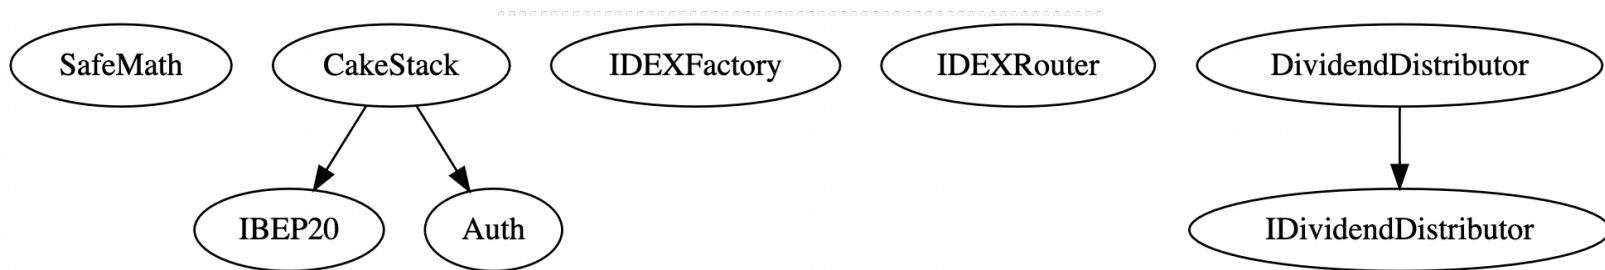 SafeMath CakeStack IDEXFactory IDEXRouter DividendDistributor
IBEP20 Auth IDividendDistributor